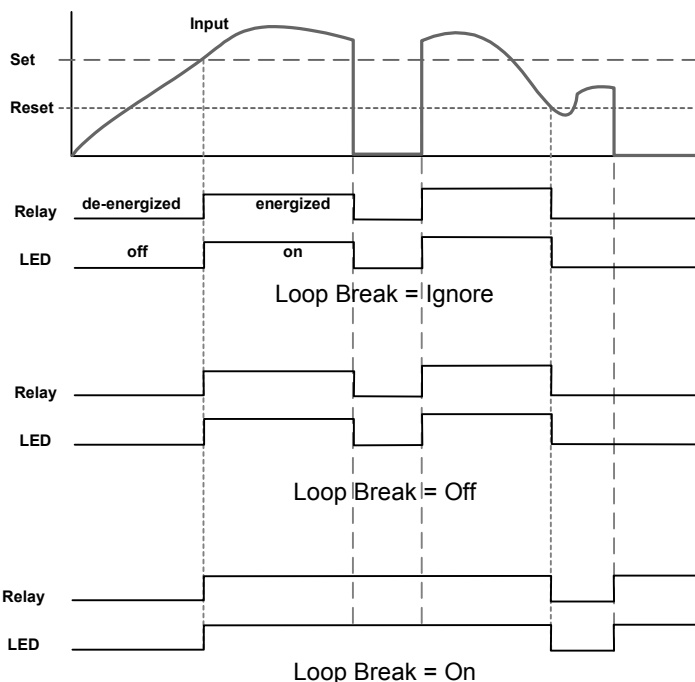 Input
Set
Reset
de-energized energized
Relay
off on
LED
Loop Break = Ignore
Relay
LED
Loop Break = Off
Relay
LED
Loop Break = On